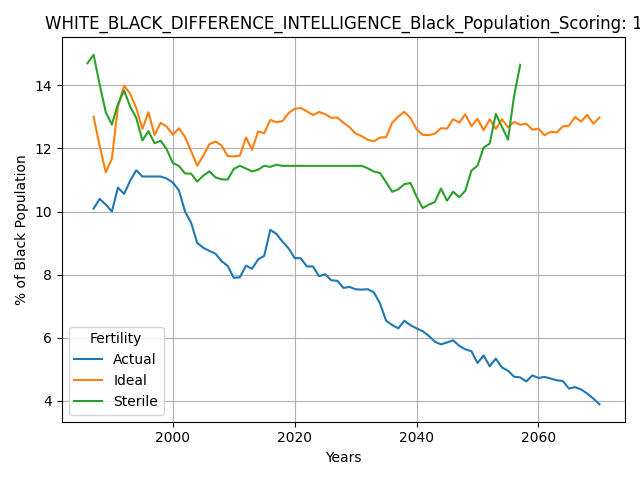 WHITE_BLACK_DIFFERENCE_INTELLIGENCE_Black_Population_Scoring: 1
% of Black Population
14
12
10
8
6
4
Fertility
Actual
Ideal
Sterile
2000 2020 2040 2060
Years